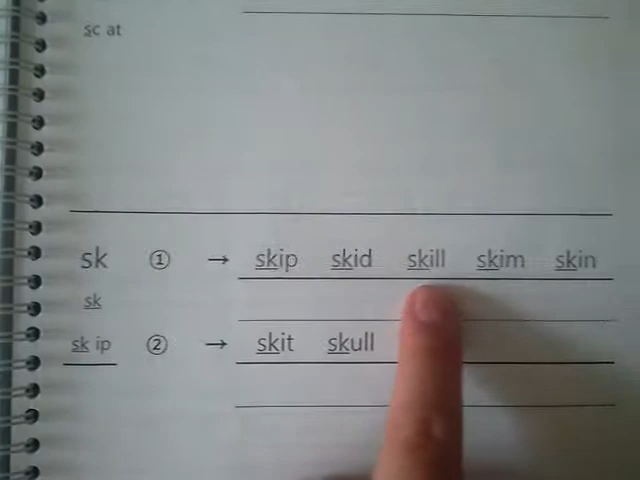 sc at
sk ① → skip skid skill skim skin
sk
sk ip ② → skit skull